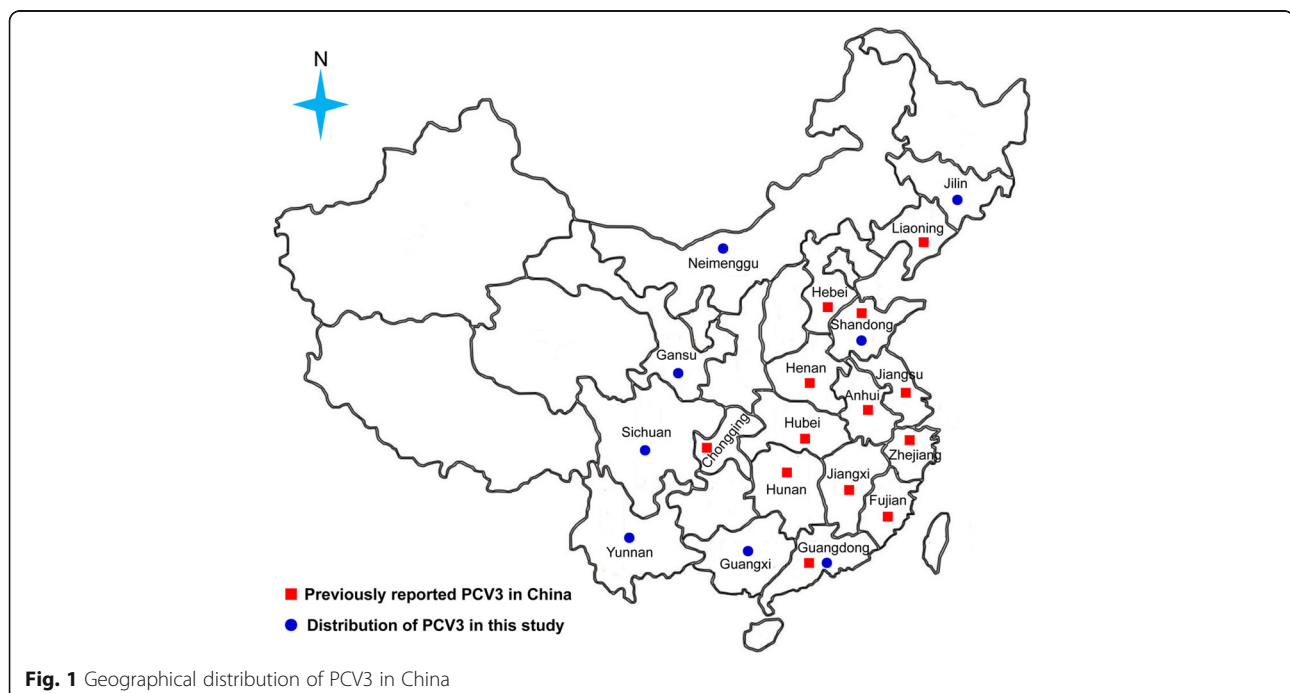 N
Jilin
Liaoning
Neimenggu
Hebei
Shandong
Gansu
Henan
Jiangsu
Anhui
Sichuan
Chongqing
Hubei
Zhejiang
Hunan
Jiangxi
Fujian
Yunnan
Guangxi
Guangdong
Previously reported PCV3 in China
Distribution of PCV3 in this study
Fig. 1 Geographical distribution of PCV3 in China